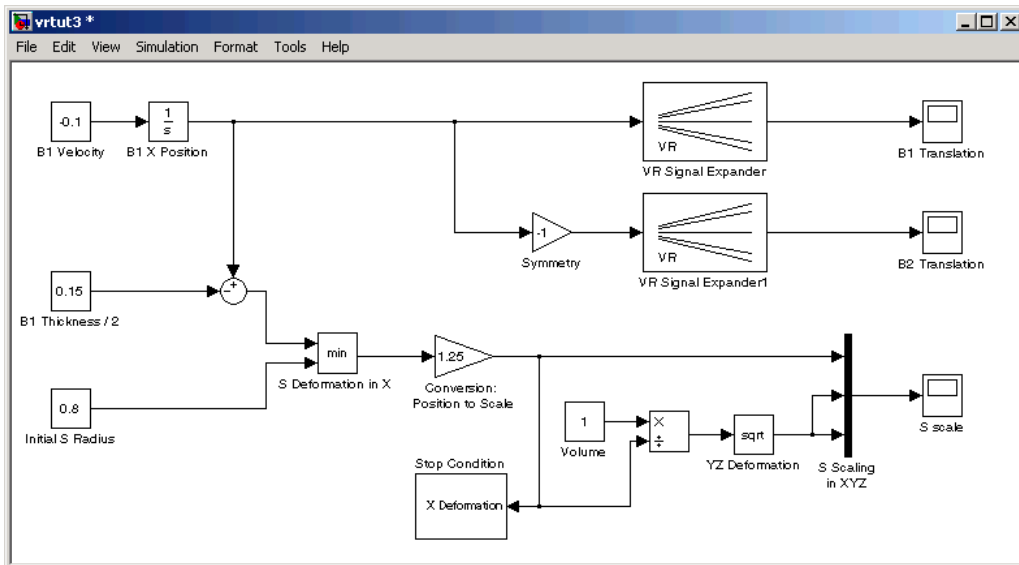 vrtut3 *
File Edit View Simulation Format Tools Help
-0.1
B1 Velocity
1
s
B1 X Position
VR
VR Signal Expander
B1 Translation
-1
Symmetry
VR
VR Signal Expander1
B2 Translation
0.15
B1 Thickness / 2
- +
min
S Deformation in X
1.25
Conversion:
Position to Scale
0.8
Initial S Radius
1
Volume
×
÷
sqrt
YZ Deformation
S Scaling
in XYZ
S scale
Stop Condition
X Deformation